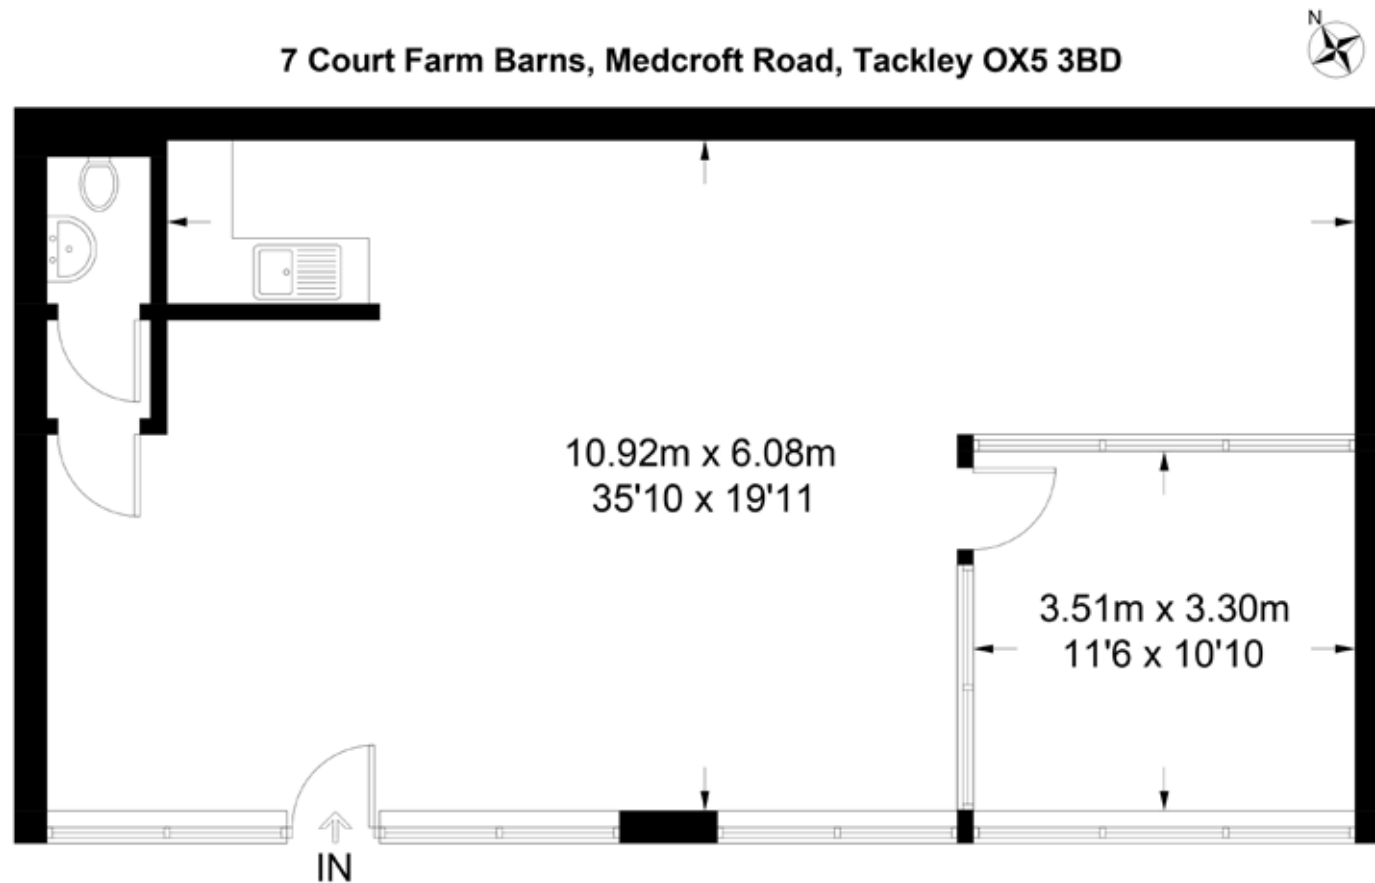 N
7 Court Farm Barns, Medcroft Road, Tackley OX5 3BD
10.92m x 6.08m
35'10 x 19'11
3.51m x 3.30m
11'6 x 10'10
IN